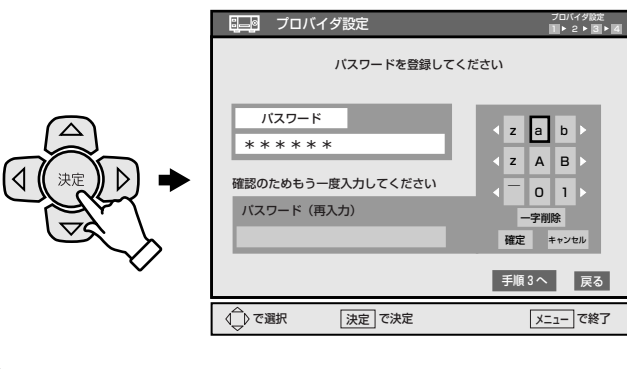 プロバイダ設定
プロバイダ設定
1 2 3 4
パスワードを登録してください
パスワード
******
確認のためもう一度入力してください
パスワード（再入力）
z a b
Z A B
￣ 0 1
一字削除
確定 キャンセル
手順3へ 戻る
決定
で選択 決定 で決定 メニュー で終了